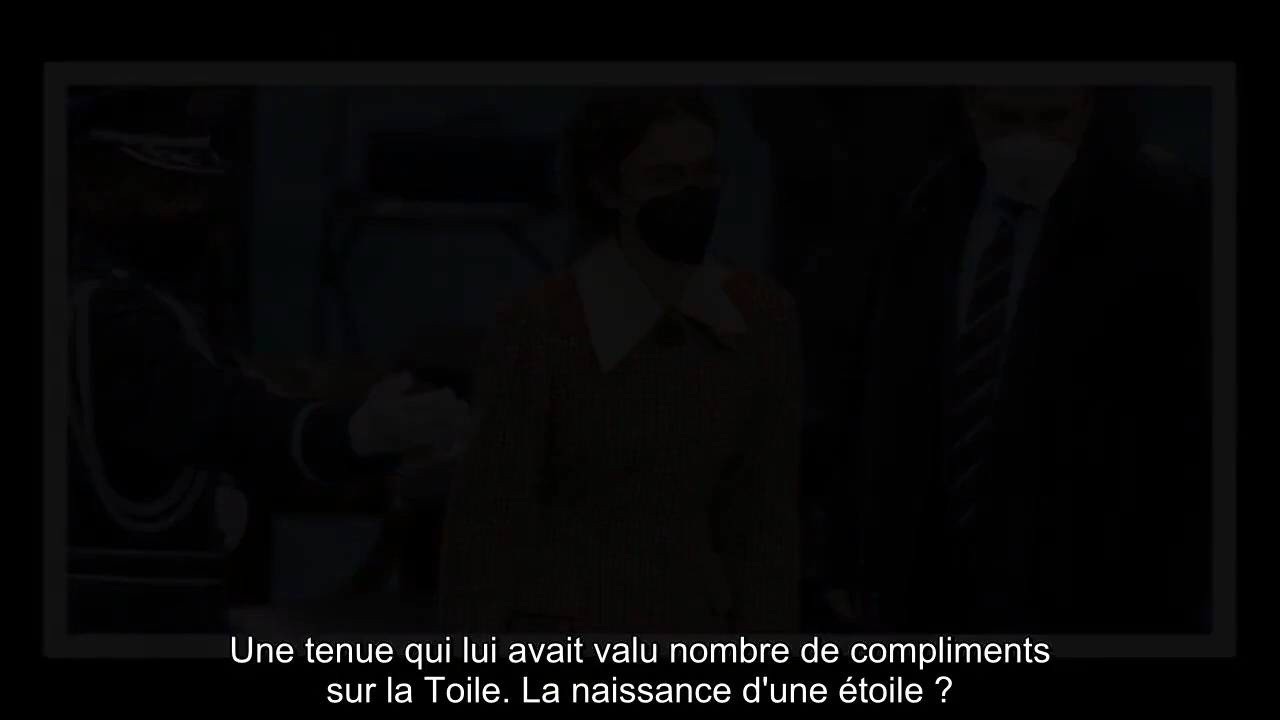 Une tenue qui lui avait valu nombre de compliments
sur la Toile. La naissance d'une étoile ?